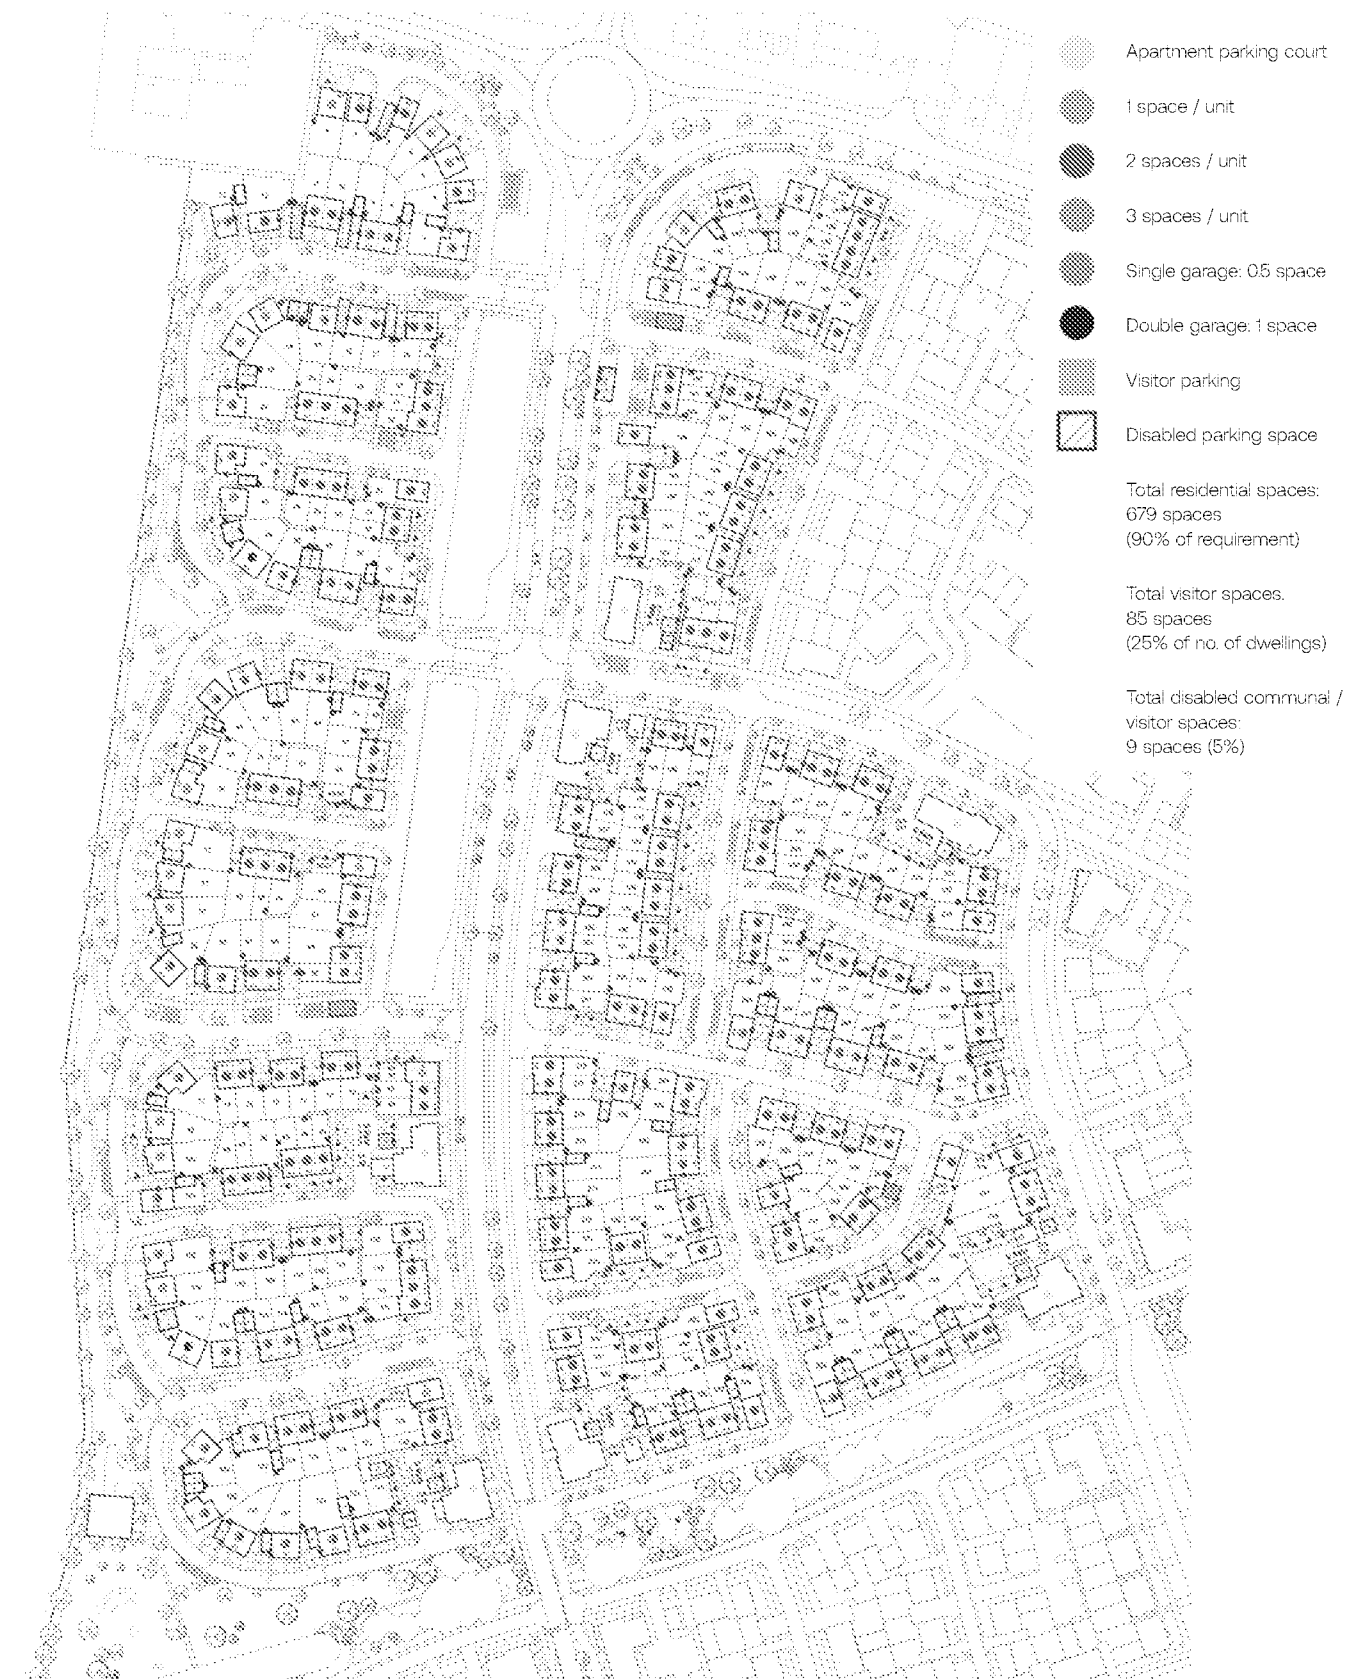 Apartment parking court
1 space / unit
2 spaces / unit
3 spaces / unit
Single garage: 0.5 space
Double garage: 1 space
Visitor parking
Disabled parking space
Total residential spaces:
679 spaces
(90% of requirement)
Total visitor spaces.
85 spaces
(25% of no. of dwellings)
Total disabled communal /
visitor spaces:
9 spaces (5%)